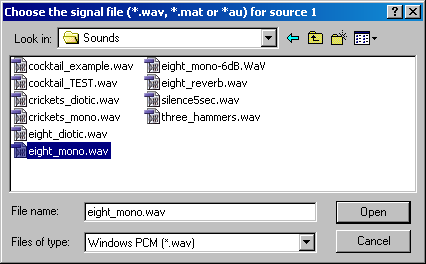 Choose the signal file (*.wav, *.mat or *au) for source 1
Look in: Sounds
cocktail_example.wav
cocktail_TEST.wav
crickets_diotic.wav
crickets_mono.wav
eight_diotic.wav
eight_mono.wav
eight_mono-6dB.WaV
eight_reverb.wav
silence5sec.wav
three_hammers.wav
File name: eight_mono.wav
Open
Files of type: Windows PCM (*.wav)
Cancel